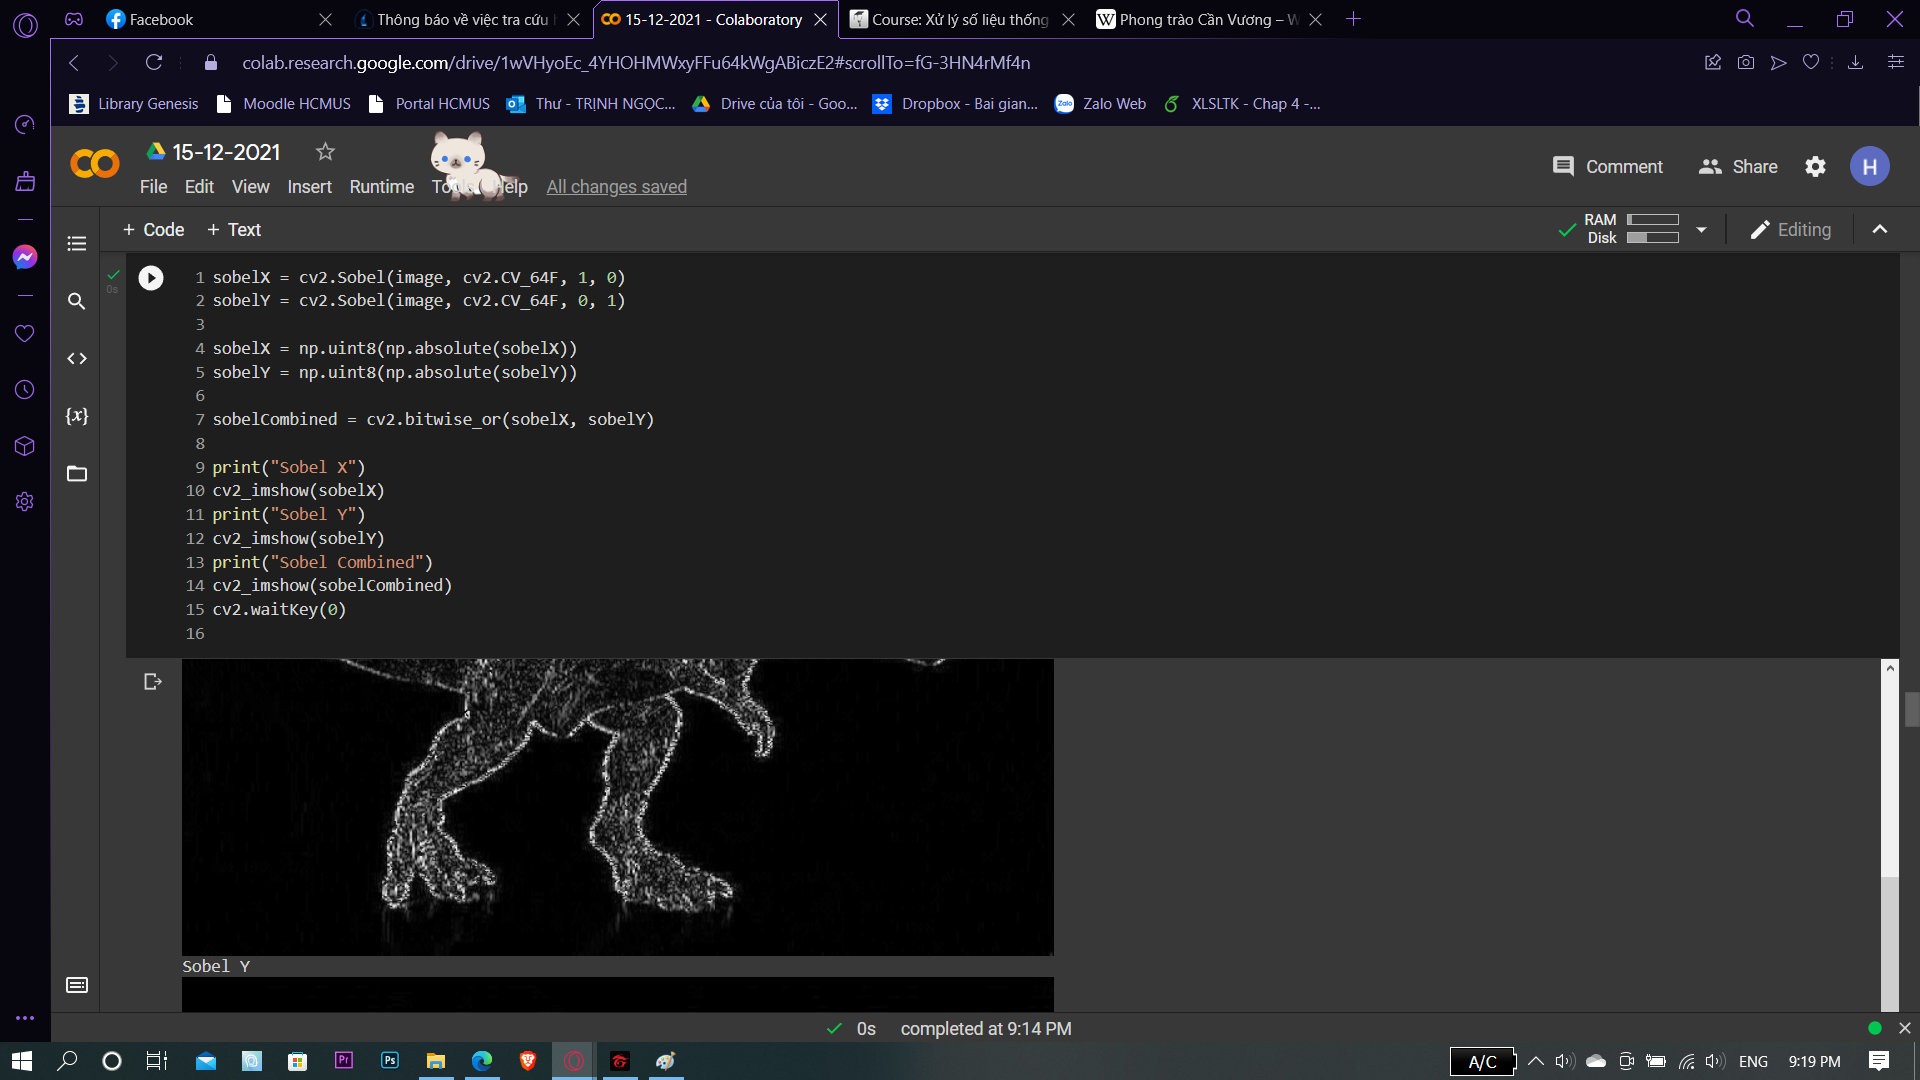 Facebook
Thông báo về việc tra cứu
15-12-2021 - Colaboratory
Course: Xử lý số liệu thống
Phong trào Cần Vương – W
colab.research.google.com/drive/1wVHyoEc_4YHOHMWxyFFu64kWgABiczE2#scrollTo=fG-3HN4rMf4n
Library Genesis
Moodle HCMUS
Portal HCMUS
Thư - TRỊNH NGỌC...
Drive của tôi - Goo...
Dropbox - Bai gian...
Zalo Web
XLSLTK - Chap 4 -...
15-12-2021
Comment
Share
H
File Edit View Insert Runtime
All changes saved
+ Code + Text
RAM
Disk
Editing
0s
1 sobelX = cv2.Sobel(image, cv2.CV_64F, 1, 0)
2 sobelY = cv2.Sobel(image, cv2.CV_64F, 0, 1)
3
4 sobelX = np.uint8(np.absolute(sobelX))
5 sobelY = np.uint8(np.absolute(sobelY))
6
7 sobelCombined = cv2.bitwise_or(sobelX, sobelY)
8
9 print("Sobel X")
10 cv2_imshow(sobelX)
11 print("Sobel Y")
12 cv2_imshow(sobelY)
13 print("Sobel Combined")
14 cv2_imshow(sobelCombined)
15 cv2.waitKey(0)
16
Sobel Y
0s completed at 9:14 PM
A/C
ENG
9:19 PM